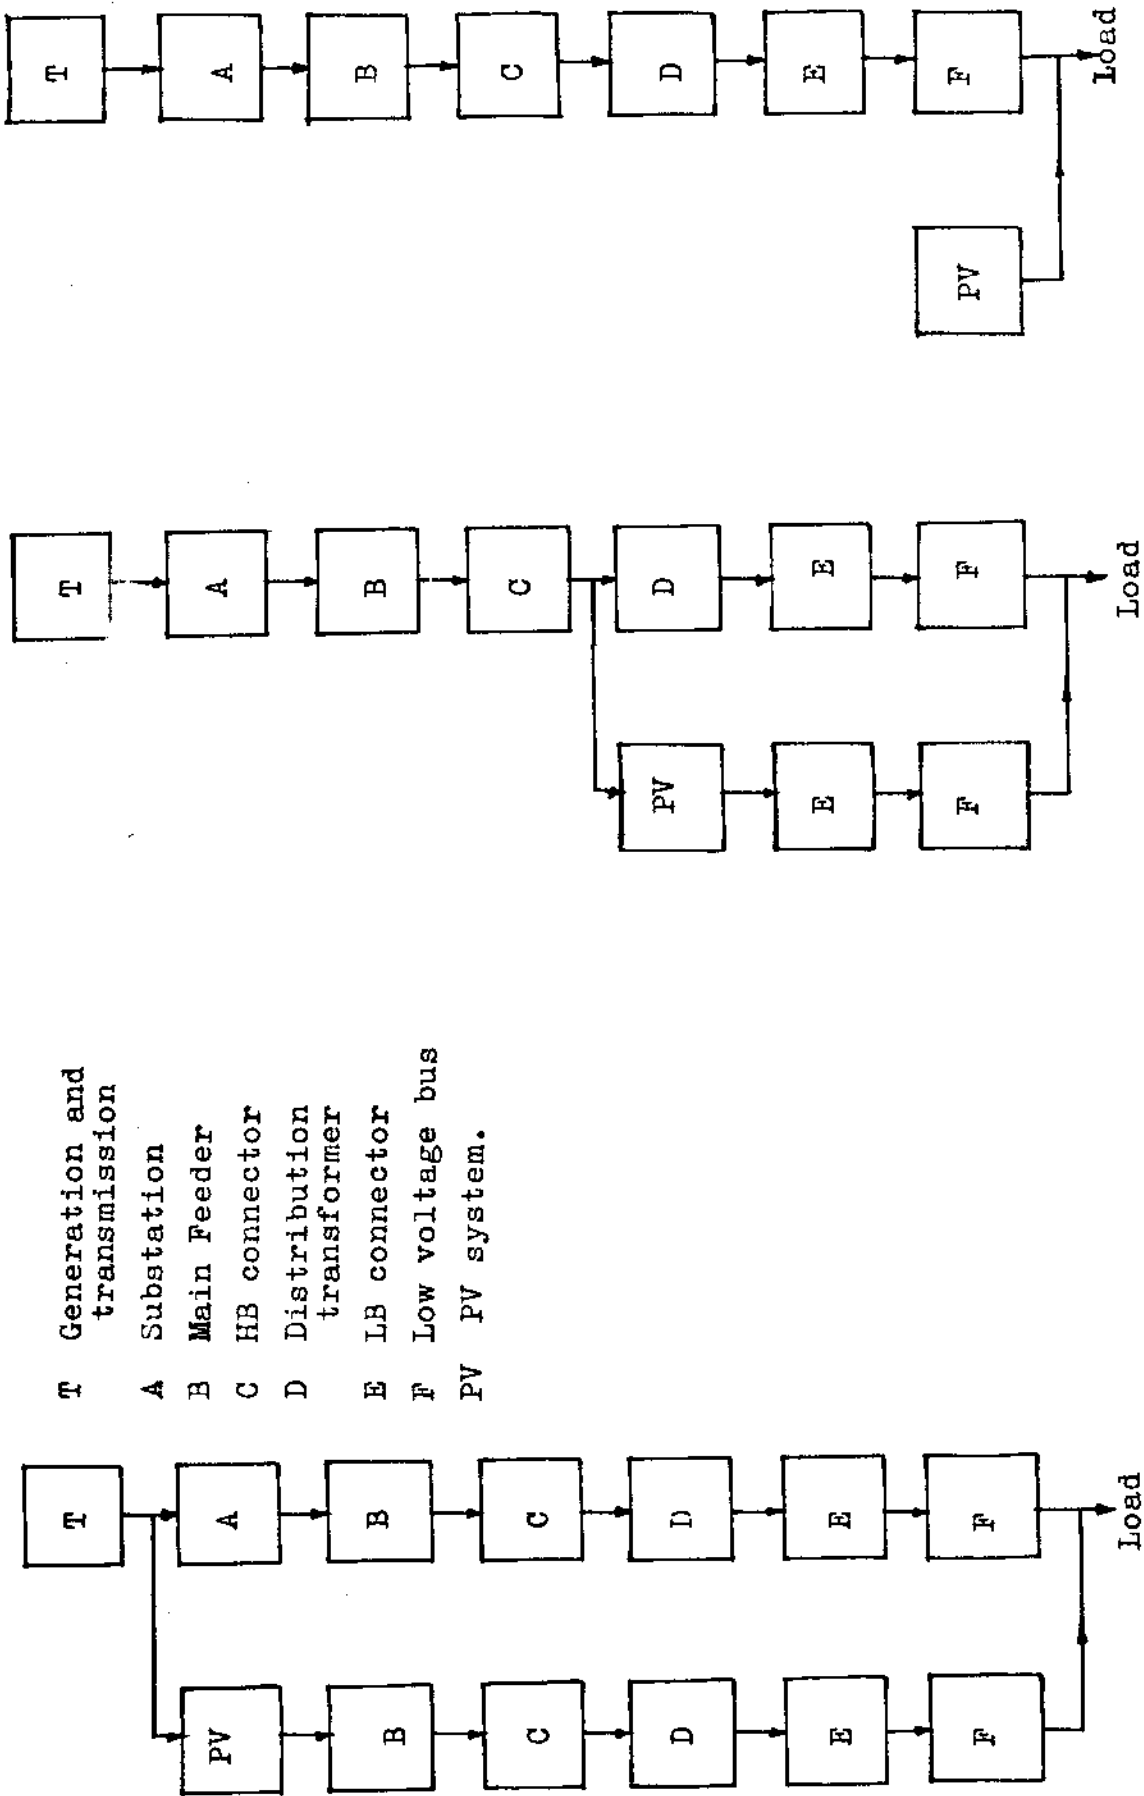 T
A
B
C
D
E
F
PV
Load
T
A
B
C
D
E
F
PV
E
F
Load
T Generation and
transmission
A Substation
B Main Feeder
C HB connector
D Distribution
transformer
E LB connector
F Low voltage bus
PV PV system.
T
A
B
C
D
E
F
PV
B
C
D
E
F
Load